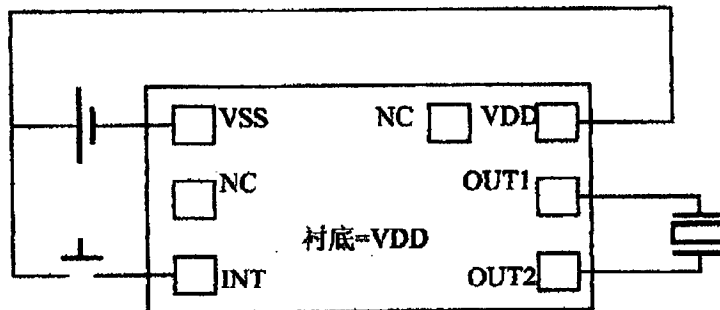 VSS
NC
VDD
NC
OUT1
衬底=VDD
INT
OUT2